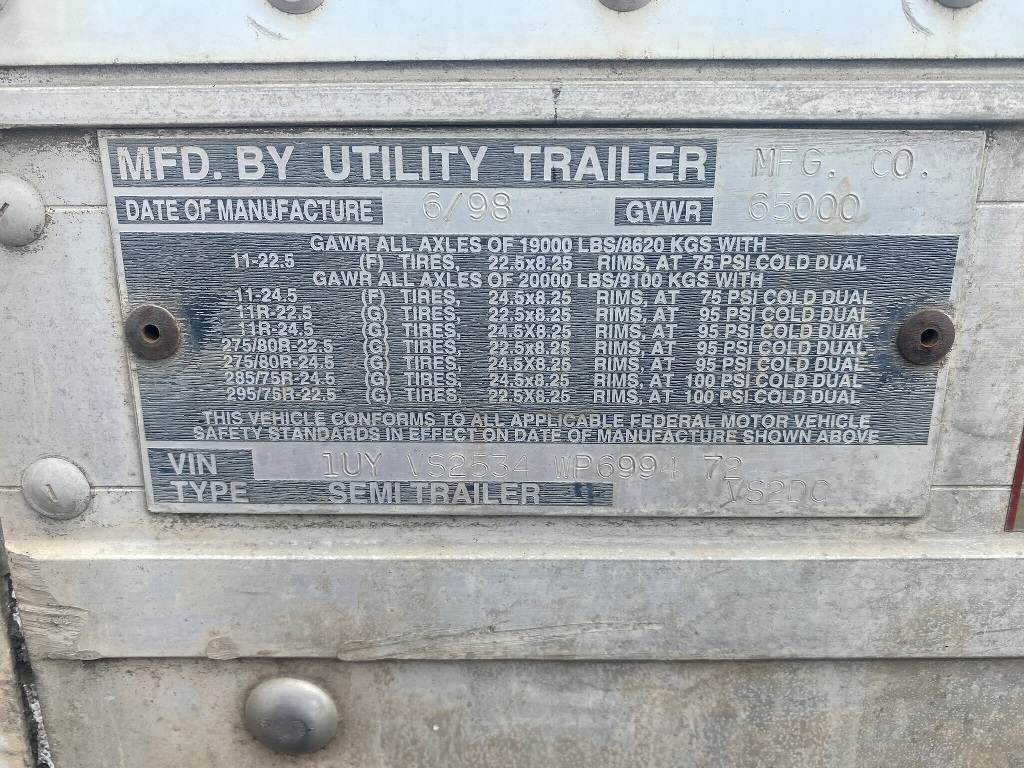 MFD. BY UTILITY TRAILER MFG. CO.
DATE OF MANUFACTURE 6/98 GVWR 65000
GAWR ALL AXLES OF 19000 LBS/8620 KGS WITH
11-22.5 (F) TIRES, 22.5x8.25 RIMS, AT 75 PSI COLD DUAL
GAWR ALL AXLES OF 20000 LBS/9100 KGS WITH
11-24.5 (F) TIRES, 24.5x8.25 RIMS, AT 75 PSI COLD DUAL
11R-22.5 (G) TIRES, 22.5x8.25 RIMS, AT 95 PSI COLD DUAL
11R-24.5 (G) TIRES, 24.5X8.25 RIMS, AT 95 PSI COLD DUAL
275/80R-22.5 (G) TIRES, 22.5x8.25 RIMS, AT 95 PSI COLD DUAL
275/80R-24.5 (G) TIRES, 24.5X8.25 RIMS, AT 95 PSI COLD DUAL
285/75R-24.5 (G) TIRES, 24.5x8.25 RIMS, AT 100 PSI COLD DUAL
295/75R-22.5 (G) TIRES, 22.5x8.25 RIMS, AT 100 PSI COLD DUAL
THIS VEHICLE CONFORMS TO ALL APPLICABLE FEDERAL MOTOR VEHICLE
SAFETY STANDARDS IN EFFECT ON DATE OF MANUFACTURE SHOWN ABOVE
VIN 1UY VS2534 WP6994 72
TYPE SEMI TRAILER VS2DC